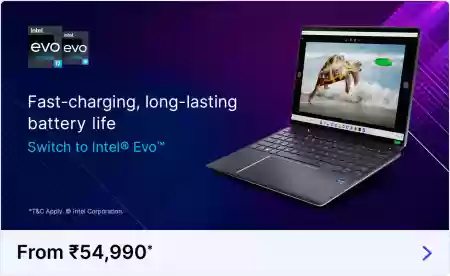 intel
evo
i7
intel
evo
Fast-charging, long-lasting
battery life
Switch to Intel® Evo™
*T&C Apply. © Intel Corporation.
From ₹54,990*